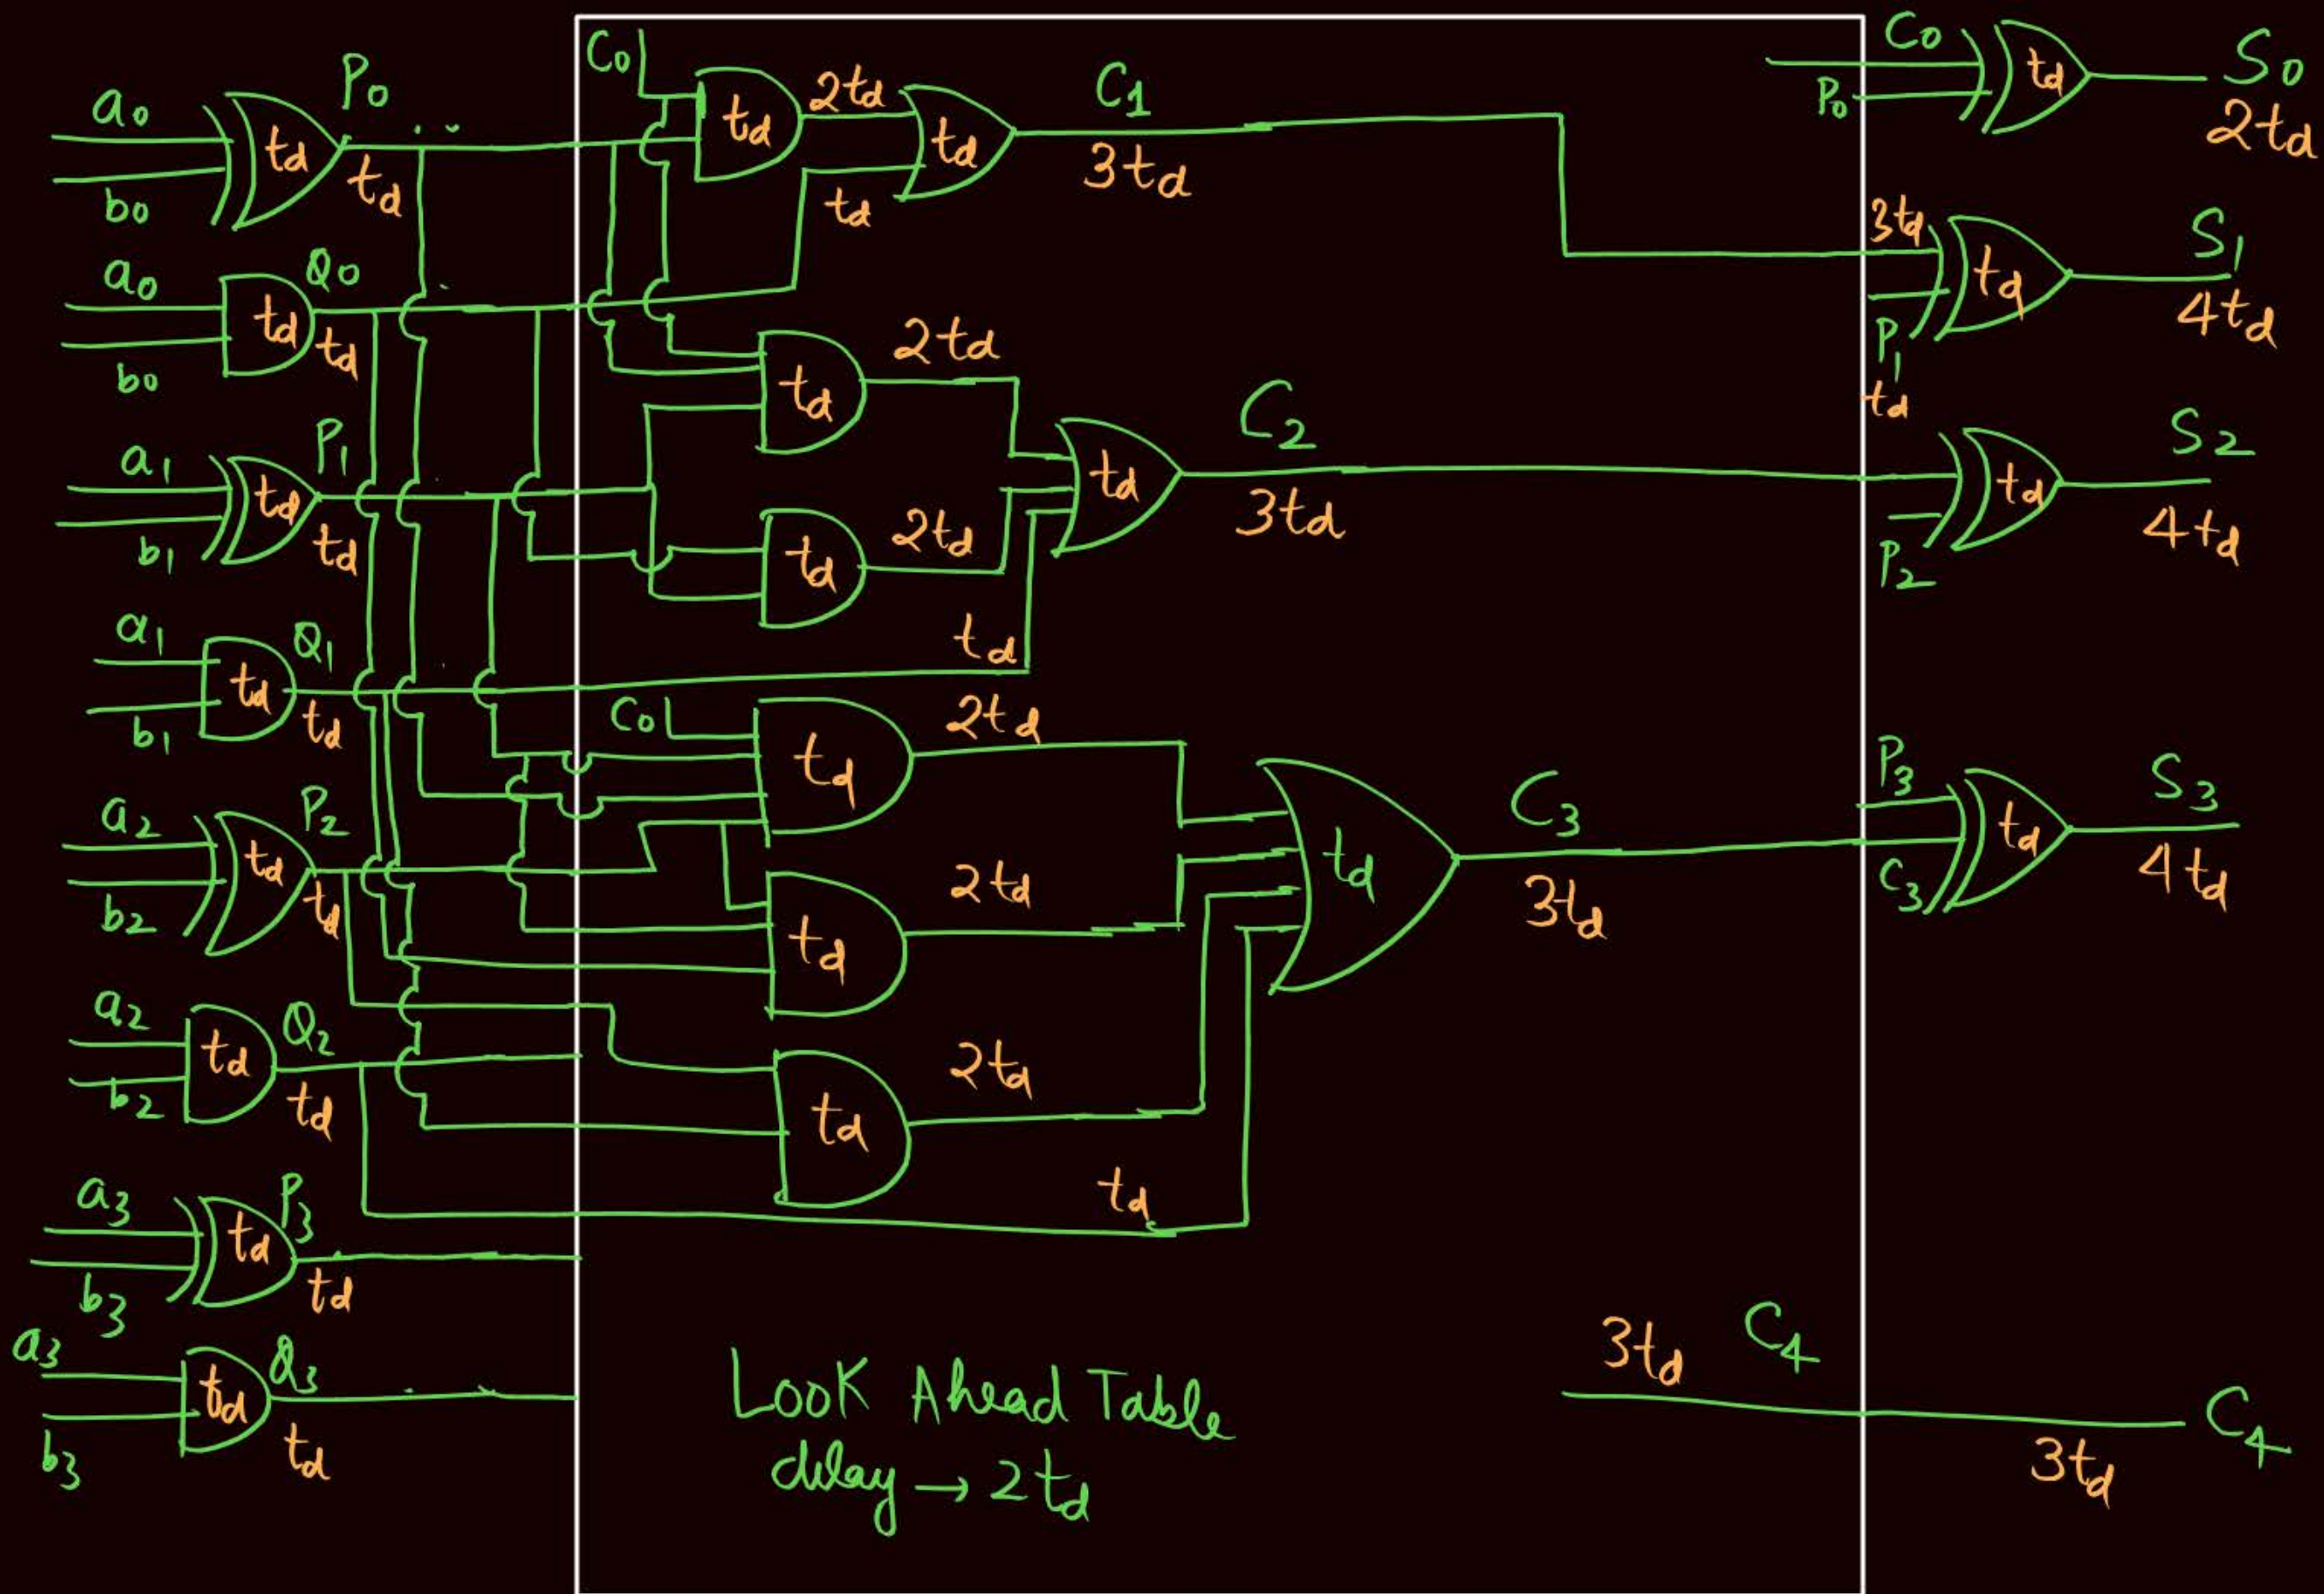 a0
b0
td
P0
td
a0
b0
td
Q0
td
a1
b1
td
P1
td
a1
b1
td
Q1
td
a2
b2
td
P2
td
a2
b2
td
Q2
td
a3
b3
td
P3
td
a3
b3
td
Q3
td
C0
td
2td
td
td
C1
3td
td
2td
td
2td
td
td
C2
3td
C0
td
2td
td
2td
td
2td
td
td
C3
3td
Look Ahead Table
delay → 2td
3td C4
C0
P0
td
S0
2td
3td
P1
td
td
S1
4td
P2
td
S2
4td
P3
C3
td
S3
4td
C4
3td